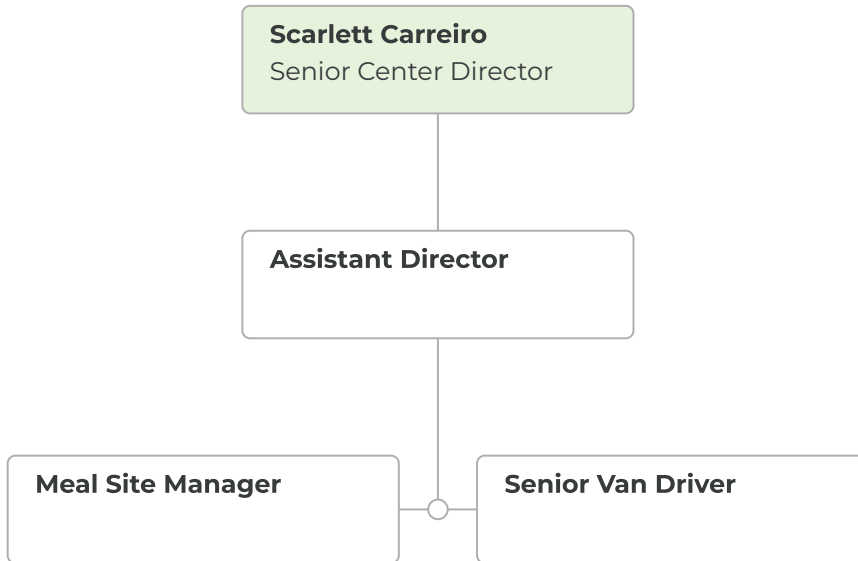 Scarlett Carreiro
Senior Center Director
Assistant Director
Meal Site Manager
Senior Van Driver